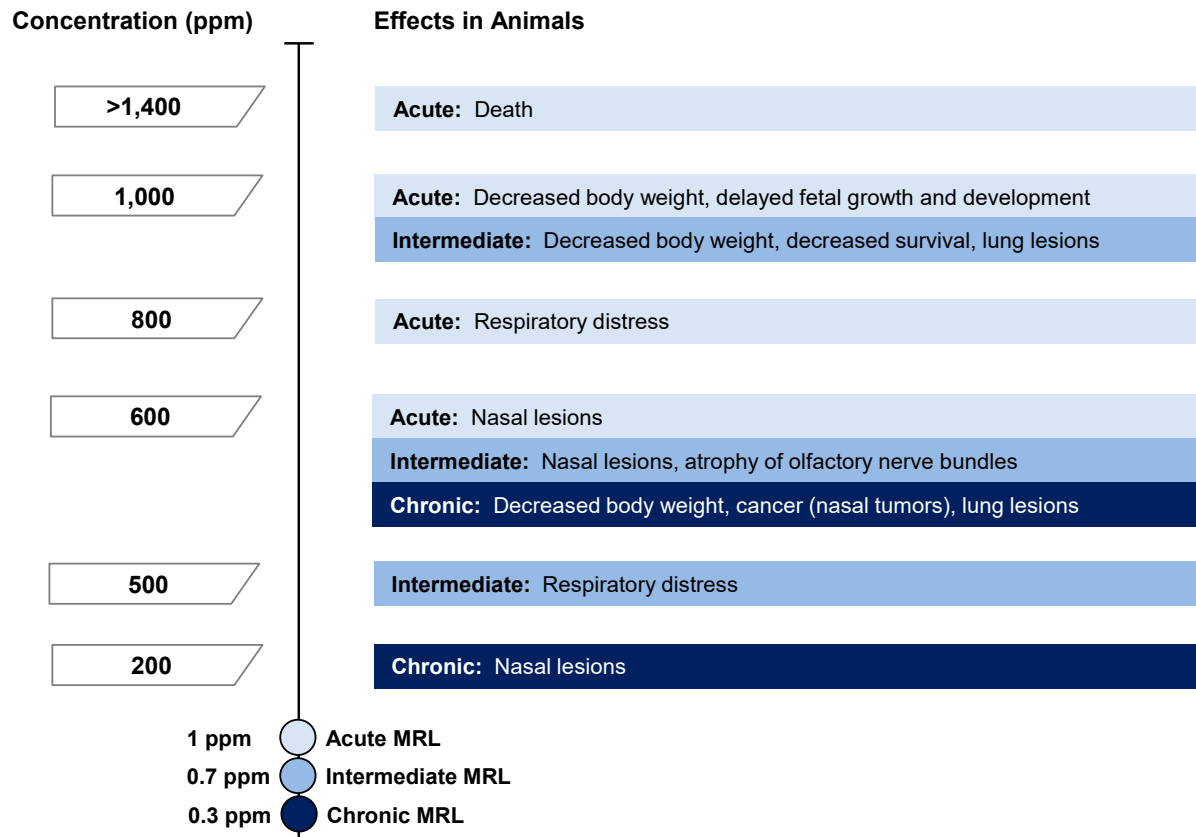 Concentration (ppm) Effects in Animals
>1,400 Acute: Death
1,000 Acute: Decreased body weight, delayed fetal growth and development
Intermediate: Decreased body weight, decreased survival, lung lesions
800 Acute: Respiratory distress
600 Acute: Nasal lesions
Intermediate: Nasal lesions, atrophy of olfactory nerve bundles
Chronic: Decreased body weight, cancer (nasal tumors), lung lesions
500 Intermediate: Respiratory distress
200 Chronic: Nasal lesions
1 ppm Acute MRL
0.7 ppm Intermediate MRL
0.3 ppm Chronic MRL